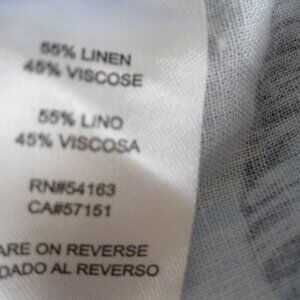 55% LINEN
45% VISCOSE
55% LINO
45% VISCOSA
RN#54163
CA#57151
ARE ON REVERSE
DADO AL REVERSO